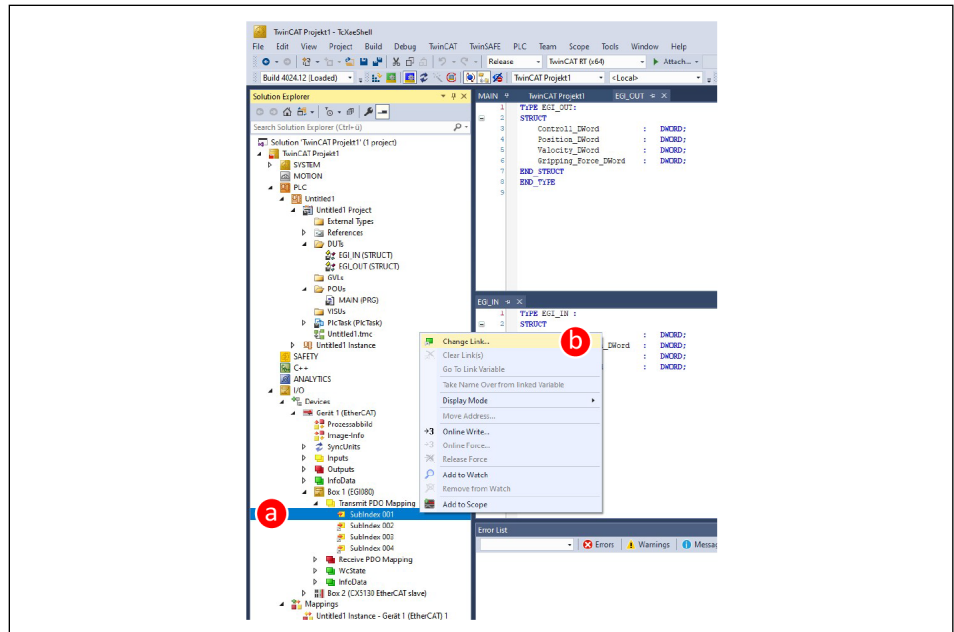 TwinCAT Projekt1 - TcXaeShell
File Edit View Project Build Debug TwinCAT TwinSAFE PLC Team Scope Tools Window Help
Release TwinCAT RT (x64) Attach...
Build 4024.12 (Loaded) TwinCAT Projekt1 <Local>
Solution Explorer
Search Solution Explorer (Ctrl+ü)
Solution 'TwinCAT Projekt1' (1 project)
TwinCAT Projekt1
SYSTEM
MOTION
PLC
Untitled1
Untitled1 Project
External Types
References
DUTs
EGI_IN (STRUCT)
EGI_OUT (STRUCT)
GVLs
POUs
MAIN (PRG)
VISUs
PlcTask (PlcTask)
Untitled1.tmc
Untitled1 Instance
SAFETY
C++
ANALYTICS
I/O
Devices
Gerät 1 (EtherCAT)
Prozessabbild
Image-Info
SyncUnits
Inputs
Outputs
InfoData
Box 1 (EGI080)
Transmit PDO Mapping
a
SubIndex 001
SubIndex 002
SubIndex 003
SubIndex 004
Receive PDO Mapping
WcState
InfoData
Box 2 (CX5130 EtherCAT slave)
Mappings
Untitled1 Instance - Gerät 1 (EtherCAT) 1
MAIN TwinCAT Projekt1 EGI_OUT
1 TYPE EGI_OUT:
2 STRUCT
3 Controll_DWord : DWORD;
4 Position_DWord : DWORD;
5 Valocity_DWord : DWORD;
6 Gripping_Force_DWord : DWORD;
7 END_STRUCT
8 END_TYPE
9
EGI_IN
1 TYPE EGI_IN :
2 STRUCT
: DWORD;
_DWord : DWORD;
: DWORD;
: DWORD;
Change Link...
b
Clear Link(s)
Go To Link Variable
Take Name Over from linked Variable
Display Mode
Move Address...
Online Write...
Online Force...
Release Force
Add to Watch
Remove from Watch
Add to Scope
Error List
Errors Warnings Messag